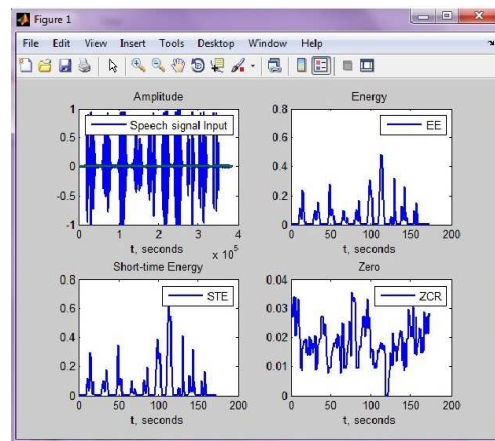 Figure 1
File Edit View Insert Tools Desktop Window Help
Amplitude
1
0.5
0
-0.5
-1
Speech signal Input
0 1 2 3 4
x 10^5
t, seconds
Energy
0.8
0.6
0.4
0.2
0
EE
0 50 100 150 200
t, seconds
Short-time Energy
0.8
0.6
0.4
0.2
0
STE
0 50 100 150 200
t, seconds
Zero
0.04
0.03
0.02
0.01
0
ZCR
0 50 100 150 200
t, seconds